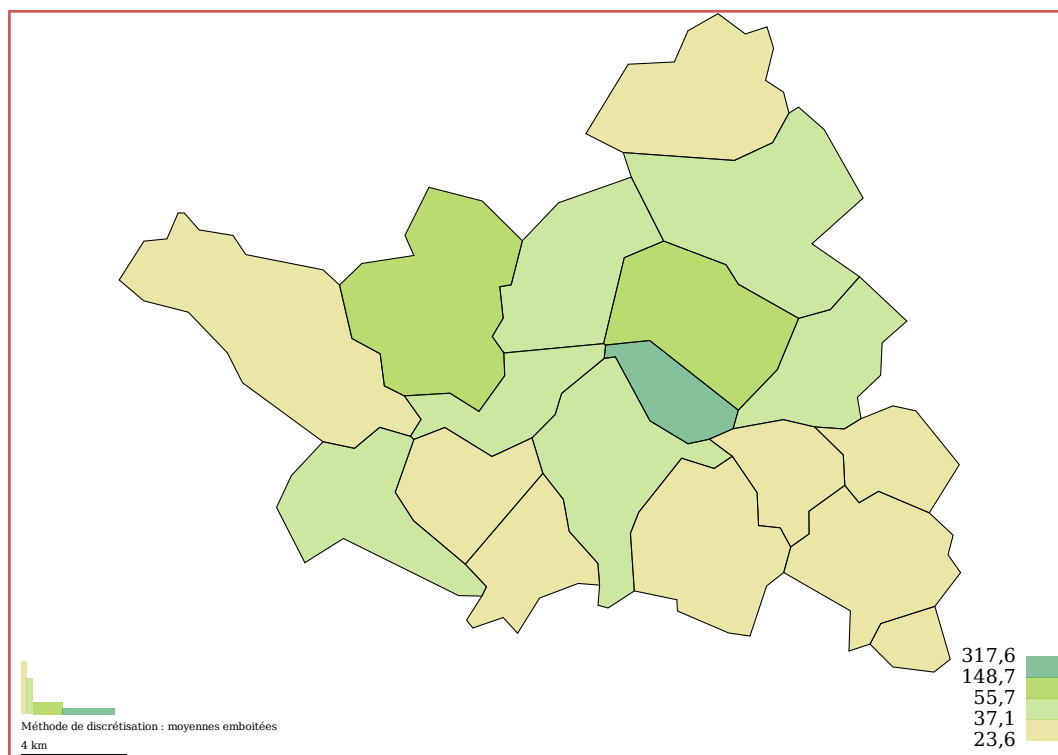 317,6
148,7
55,7
37,1
23,6
Méthode de discrétisation : moyennes emboitées
4 km